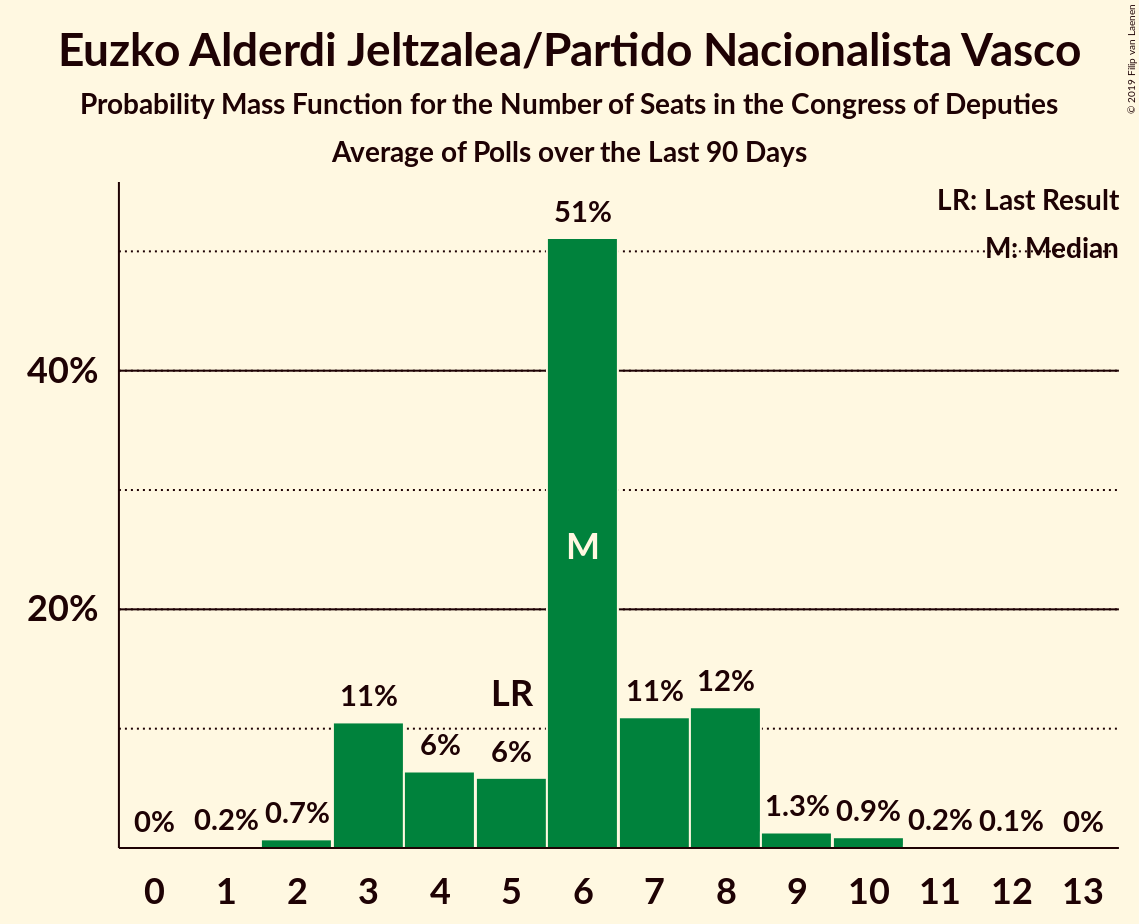 Euzko Alderdi Jeltzalea/Partido Nacionalista Vasco
Probability Mass Function for the Number of Seats in the Congress of Deputies
Average of Polls over the Last 90 Days
© 2019 Filip van Laenen
LR: Last Result
M: Median
51%
40%
M
20%
LR
11%
6%
6%
11%
12%
0%
0.2%
0.7%
1.3%
0.9%
0.2%
0.1%
0%
0 1 2 3 4 5 6 7 8 9 10 11 12 13